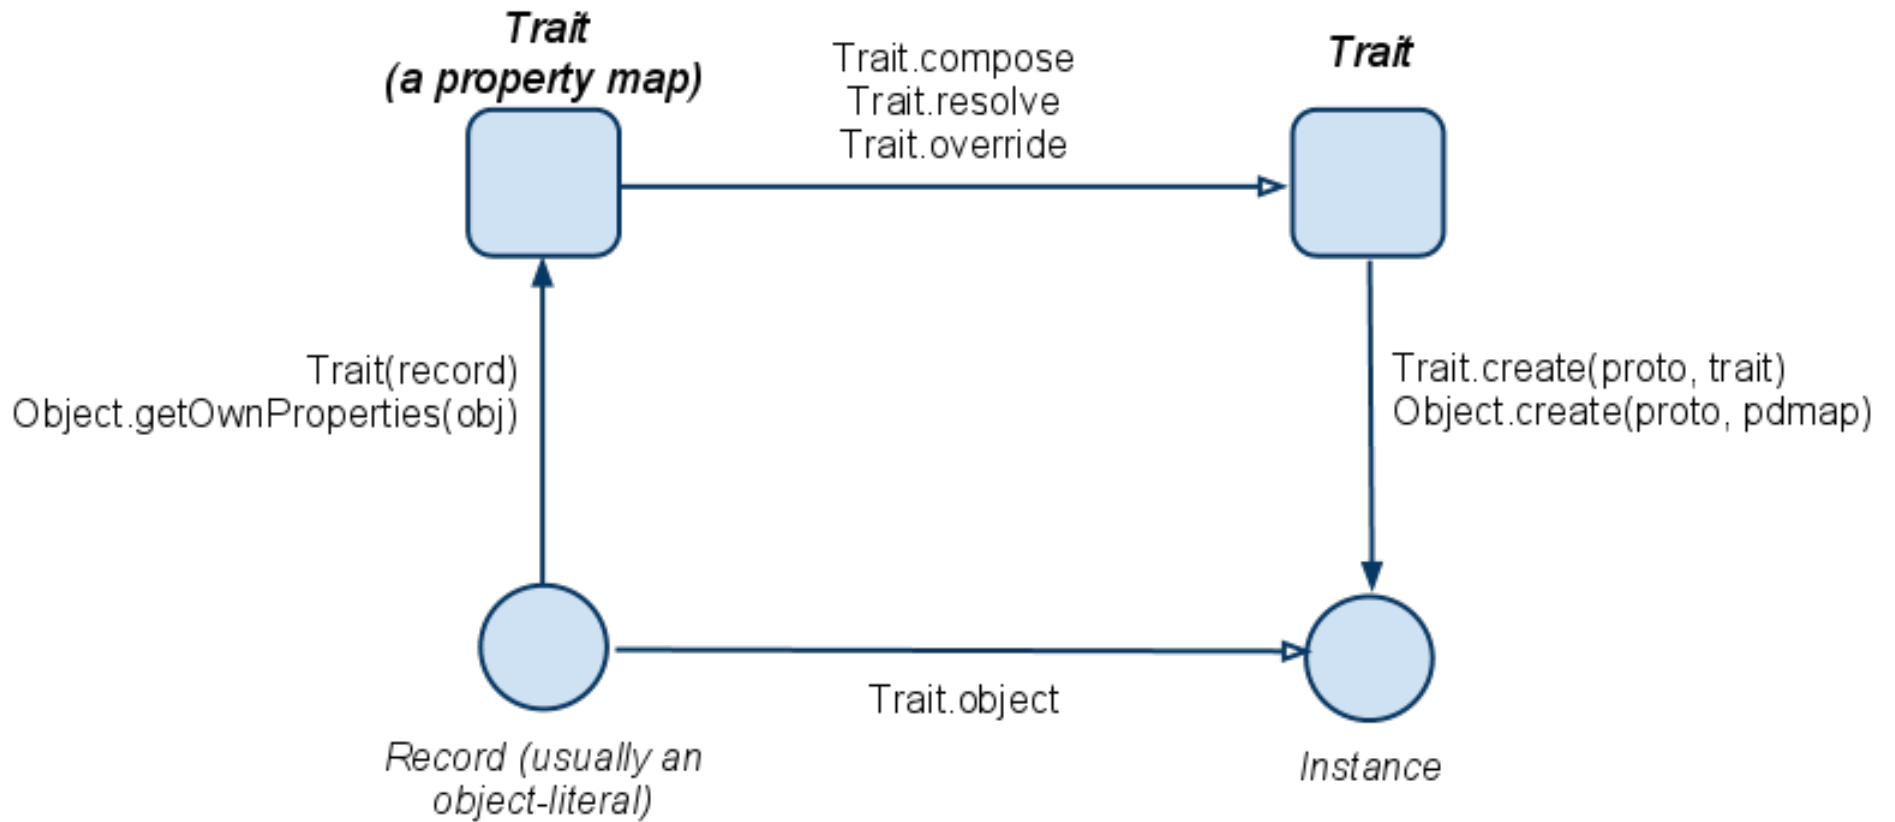 Trait
(a property map)
Trait.compose
Trait.resolve
Trait.override
Trait
Trait(record)
Object.getOwnProperties(obj)
Trait.create(proto, trait)
Object.create(proto, pdmap)
Trait.object
Record (usually an
object-literal)
Instance